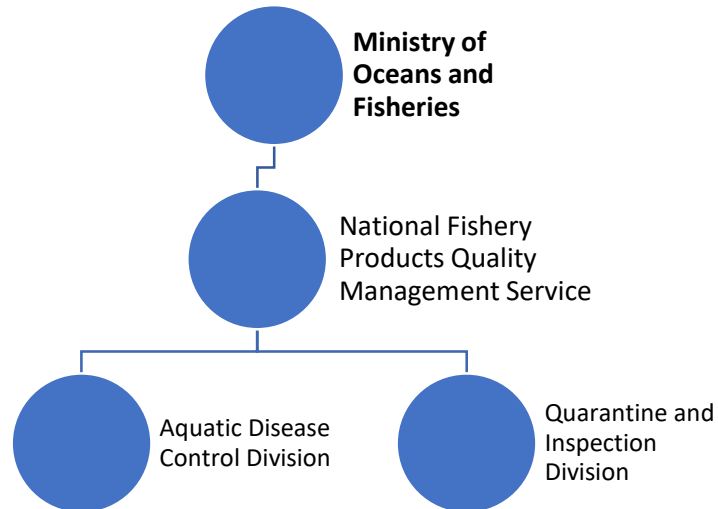 Ministry of
Oceans and
Fisheries
National Fishery
Products Quality
Management Service
Aquatic Disease
Control Division
Quarantine and
Inspection
Division